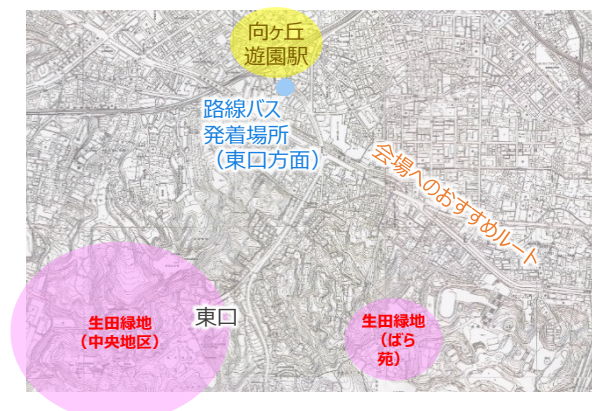 向ヶ丘
遊園駅
路線バス
発着場所
（東口方面）
会場へのおすすめルート
東口
生田緑地
（中央地区）
生田緑地
（ばら
苑）